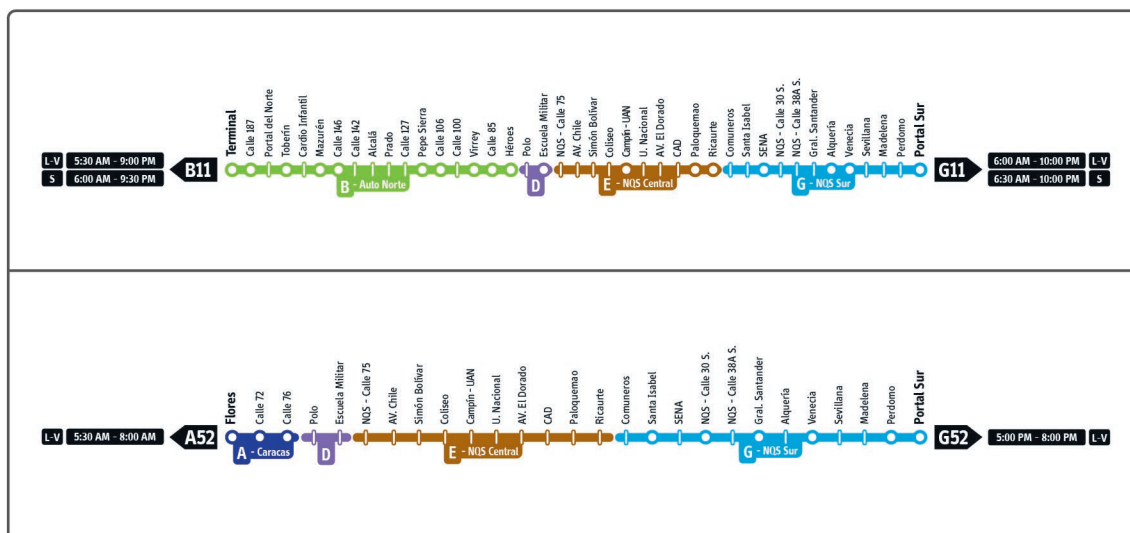 Terminal
Calle 187
Portal del Norte
Toberín
Cardio Infantil
Mazurén
Calle 146
Calle 142
Alcalá
Prado
Calle 127
Pepe Sierra
Calle 106
Calle 100
Virrey
Calle 85
Héroes
Polo
Escuela Militar
NQS - Calle 75
AV. Chile
Simón Bolívar
Coliseo
Campín - UAN
U. Nacional
AV. El Dorado
CAD
Paloquemao
Ricaurte
Comuneros
Santa Isabel
SENA
NQS - Calle 30 S.
NQS - Calle 38A S.
Gral. Santander
Alquería
Venecia
Sevillana
Madelena
Perdomo
Portal Sur
L-V 5:30 AM - 9:00 PM
S 6:00 AM - 9:30 PM
B11
B - Auto Norte
D
E - NQS Central
G - NQS Sur
G11
6:00 AM - 10:00 PM L-V
6:30 AM - 10:00 PM S
Flores
Calle 72
Calle 76
Polo
Escuela Militar
NQS - Calle 75
AV. Chile
Simón Bolívar
Coliseo
Campín - UAN
U. Nacional
AV. El Dorado
CAD
Paloquemao
Ricaurte
Comuneros
Santa Isabel
SENA
NQS - Calle 30 S.
NQS - Calle 38A S.
Gral. Santander
Alquería
Venecia
Sevillana
Madelena
Perdomo
Portal Sur
L-V 5:30 AM - 8:00 AM
A52
A - Caracas
D
E - NQS Central
G - NQS Sur
G52
5:00 PM - 8:00 PM L-V